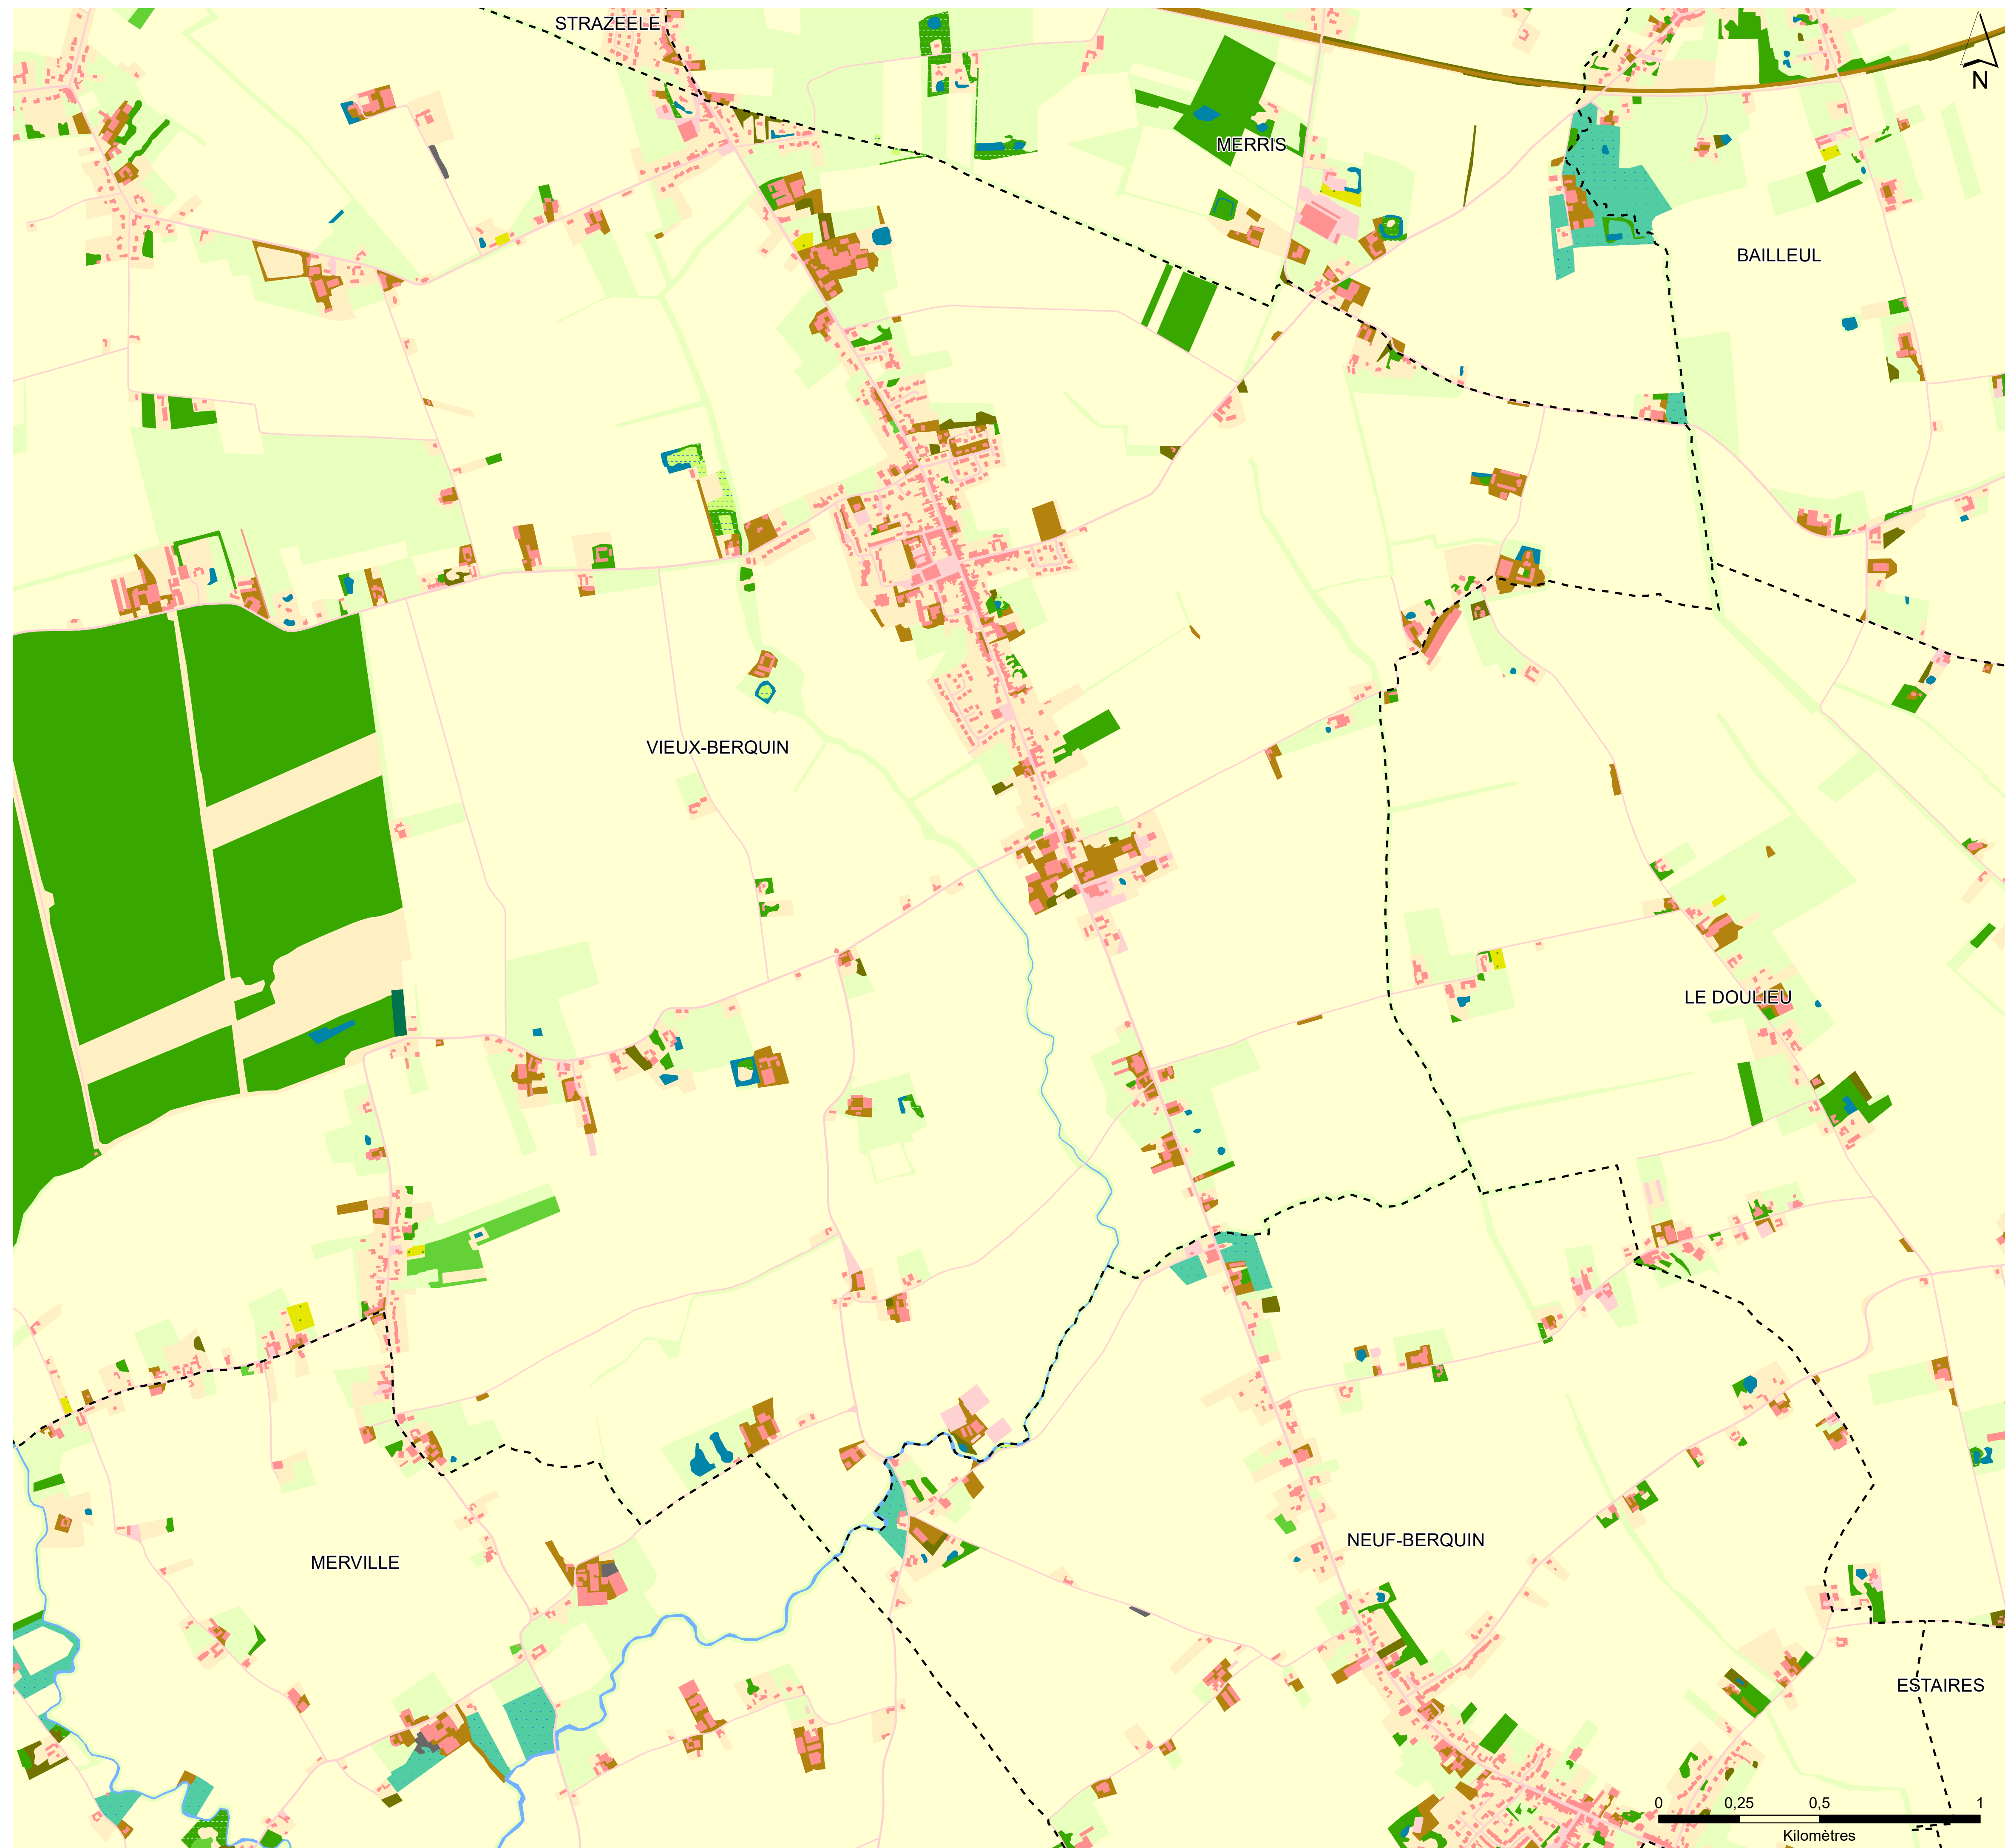 STRAZEELE
N
MERRIS
BAILLEUL
VIEUX-BERQUIN
LE DOULIEU
NEUF-BERQUIN
MERVILLE
ESTAIRES
0 0,25 0,5 1
Kilomètres